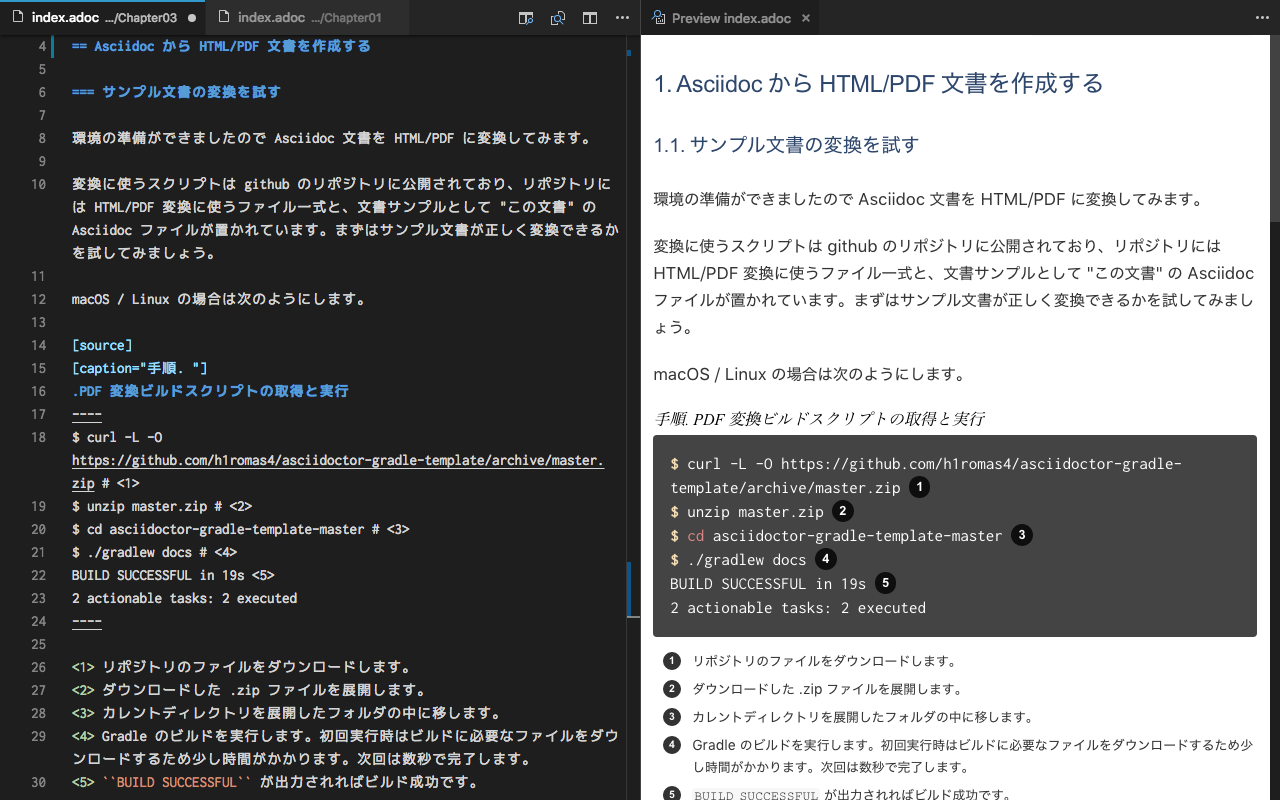 index.adoc .../Chapter03
index.adoc .../Chapter01
4 == Asciidoc から HTML/PDF 文書を作成する
5
6 === サンプル文書の変換を試す
7
8 環境の準備ができましたので Asciidoc 文書を HTML/PDF に変換してみます。
9
10 変換に使うスクリプトは github のリポジトリに公開されており、リポジトリに
は HTML/PDF 変換に使うファイル一式と、文書サンプルとして "この文書" の
Asciidoc ファイルが置かれています。まずはサンプル文書が正しく変換できるか
を試してみましょう。
11
12 macOS / Linux の場合は次のようにします。
13
14 [source]
15 [caption="手順. "]
16 .PDF 変換ビルドスクリプトの取得と実行
17 ----
18 $ curl -L -O
https://github.com/h1romas4/asciidoctor-gradle-template/archive/master.
zip # <1>
19 $ unzip master.zip # <2>
20 $ cd asciidoctor-gradle-template-master # <3>
21 $ ./gradlew docs # <4>
22 BUILD SUCCESSFUL in 19s <5>
23 2 actionable tasks: 2 executed
24 ----
25
26 <1> リポジトリのファイルをダウンロードします。
27 <2> ダウンロードした .zip ファイルを展開します。
28 <3> カレントディレクトリを展開したフォルダの中に移します。
29 <4> Gradle のビルドを実行します。初回実行時はビルドに必要なファイルをダウ
ンロードするため少し時間がかかります。次回は数秒で完了します。
30 <5> ``BUILD SUCCESSFUL`` が出力されればビルド成功です。
Preview index.adoc
1. Asciidoc から HTML/PDF 文書を作成する
1.1. サンプル文書の変換を試す
環境の準備ができましたので Asciidoc 文書を HTML/PDF に変換してみます。
変換に使うスクリプトは github のリポジトリに公開されており、リポジトリには
HTML/PDF 変換に使うファイル一式と、文書サンプルとして "この文書" の Asciidoc
ファイルが置かれています。まずはサンプル文書が正しく変換できるかを試してみまし
ょう。
macOS / Linux の場合は次のようにします。
手順. PDF 変換ビルドスクリプトの取得と実行
$ curl -L -O https://github.com/h1romas4/asciidoctor-gradle-
template/archive/master.zip 1
$ unzip master.zip 2
$ cd asciidoctor-gradle-template-master 3
$ ./gradlew docs 4
BUILD SUCCESSFUL in 19s 5
2 actionable tasks: 2 executed
1 リポジトリのファイルをダウンロードします。
2 ダウンロードした .zip ファイルを展開します。
3 カレントディレクトリを展開したフォルダの中に移します。
4 Gradle のビルドを実行します。初回実行時はビルドに必要なファイルをダウンロードするため少
し時間がかかります。次回は数秒で完了します。
5 BUILD SUCCESSFUL が出力されればビルド成功です。